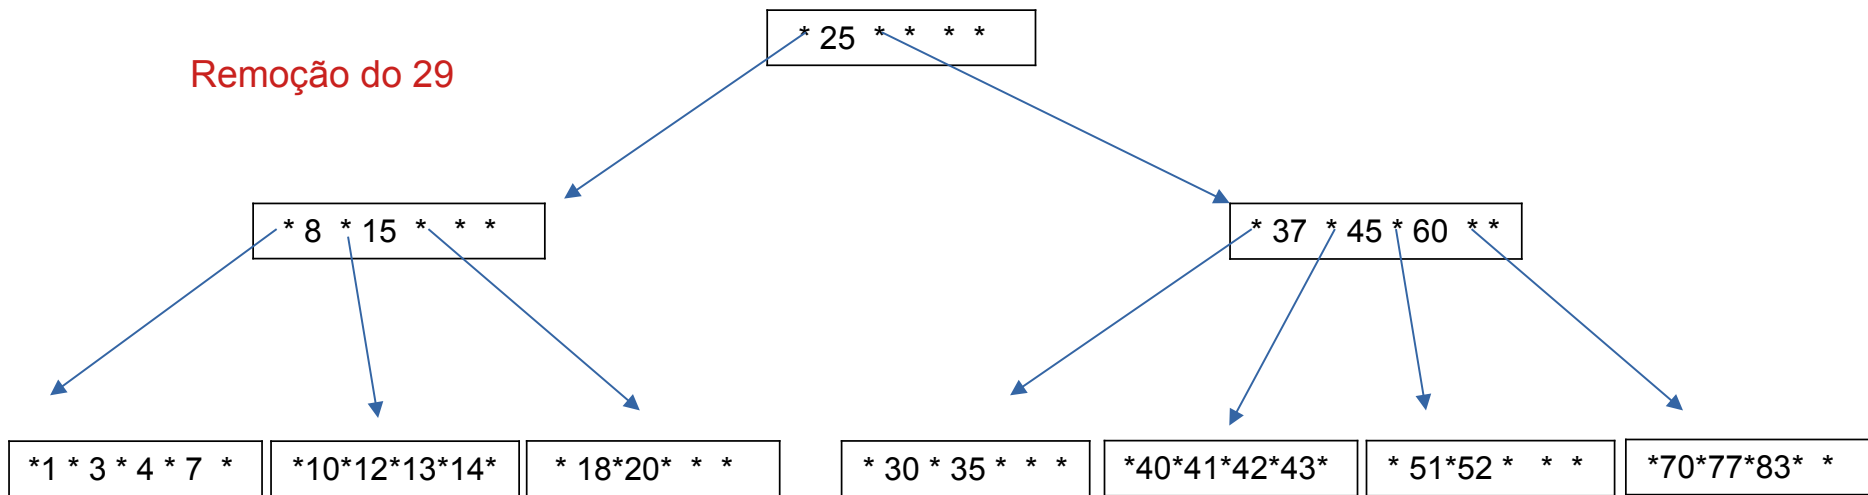 * 25 * * * *
Remoção do 29
* 8 * 15 * * *
* 37 * 45 * 60 * *
*1 * 3 * 4 * 7 *
*10*12*13*14*
* 18*20* * *
* 30 * 35 * * *
*40*41*42*43*
* 51*52 * * *
*70*77*83* *